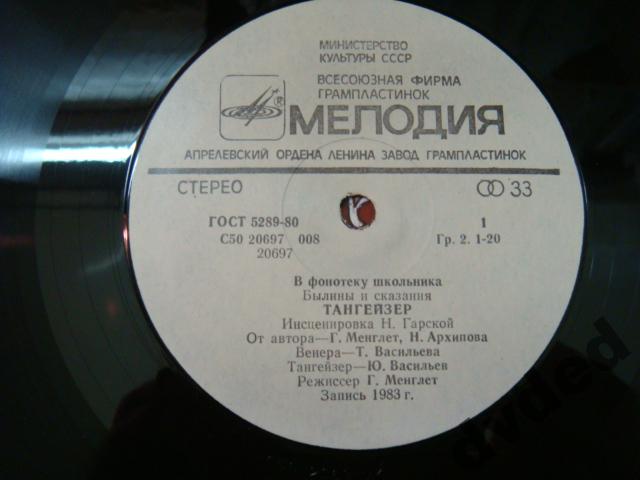 МИНИСТЕРСТВО
КУЛЬТУРЫ СССР
ВСЕСОЮЗНАЯ ФИРМА
ГРАМПЛАСТИНОК
МЕЛОДИЯ
АПРЕЛЕВСКИЙ ОРДЕНА ЛЕНИНА ЗАВОД ГРАМПЛАСТИНОК
СТЕРЕО 33
ГОСТ 5289-80 1
С50 20697 008 Гр. 2. 1-20
20697
В фонотеку школьника
Былины и сказания
ТАНГЕЙЗЕР
Инсценировка Н. Гарской
От автора—Г. Менглет, Н. Архипова
Венера—Т. Васильева
Тангейзер—Ю. Васильев
Режиссер Г. Менглет
Запись 1983 г.
dvded